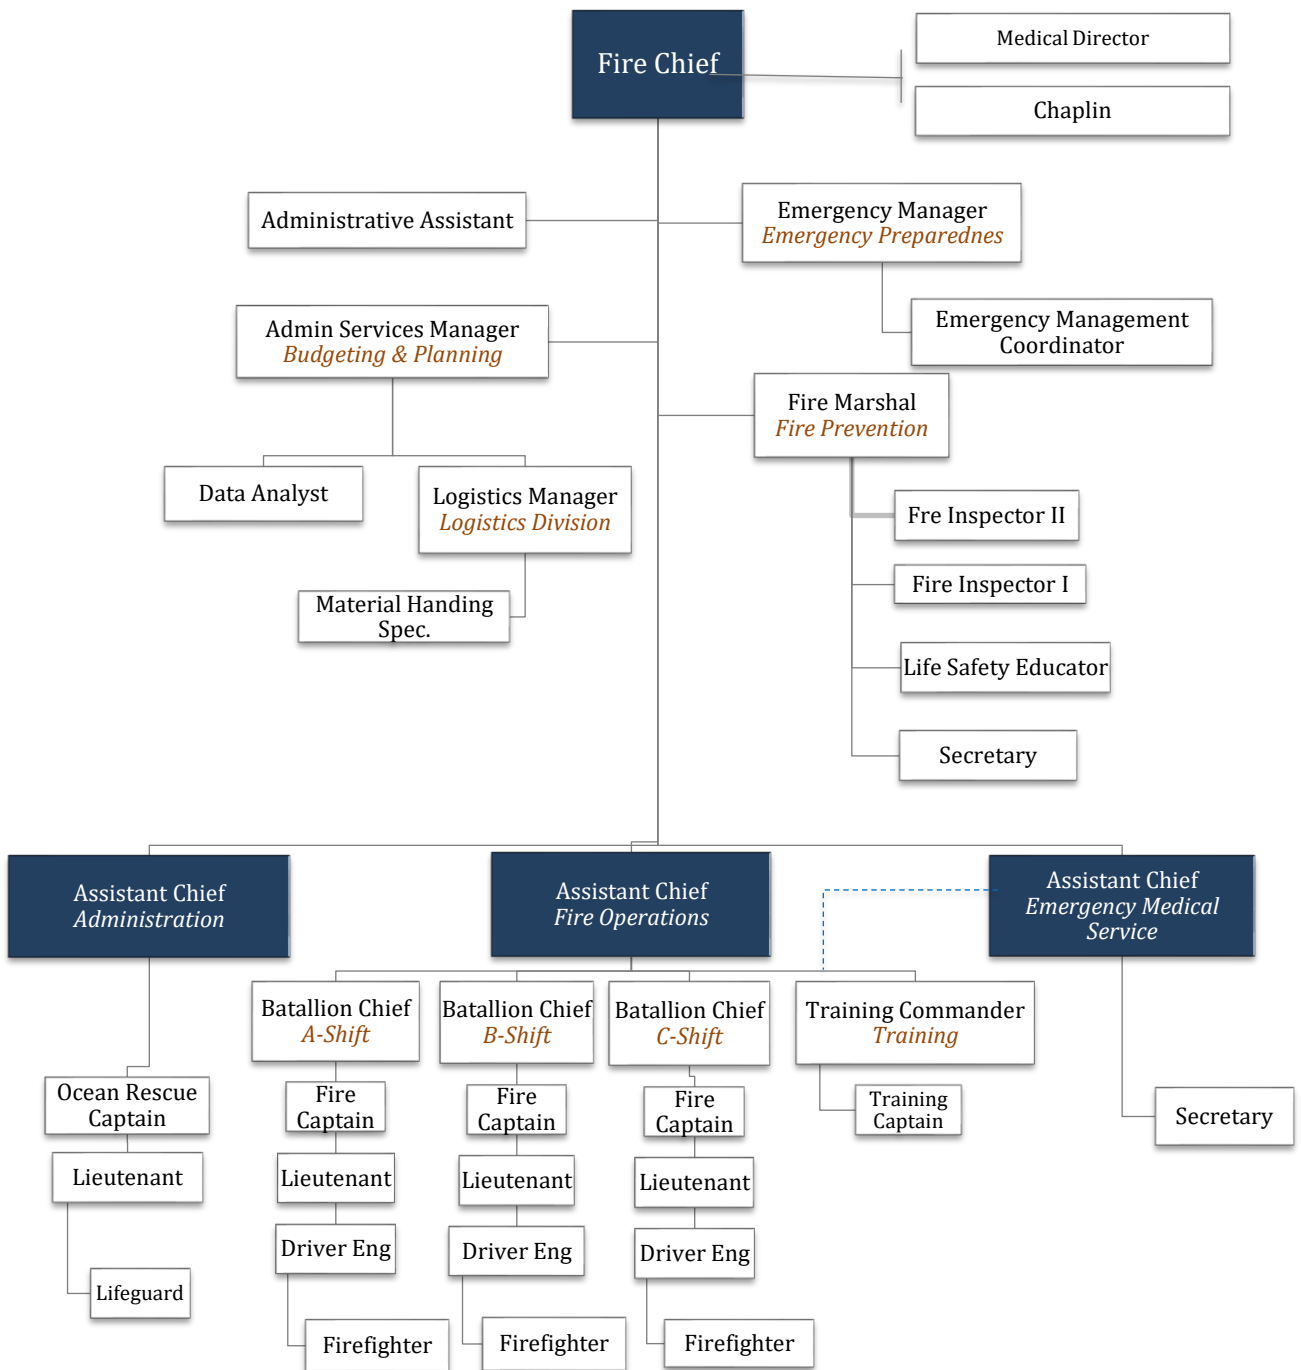 Fire Chief
Medical Director
Chaplin
Administrative Assistant
Emergency Manager
Emergency Preparednes
Emergency Management
Coordinator
Admin Services Manager
Budgeting & Planning
Fire Marshal
Fire Prevention
Data Analyst
Logistics Manager
Logistics Division
Material Handing
Spec.
Fre Inspector II
Fire Inspector I
Life Safety Educator
Secretary
Assistant Chief
Administration
Assistant Chief
Fire Operations
Assistant Chief
Emergency Medical
Service
Batallion Chief
A-Shift
Batallion Chief
B-Shift
Batallion Chief
C-Shift
Training Commander
Training
Ocean Rescue
Captain
Fire
Captain
Fire
Captain
Fire
Captain
Training
Captain
Secretary
Lieutenant
Lieutenant
Lieutenant
Lieutenant
Driver Eng
Driver Eng
Driver Eng
Lifeguard
Firefighter
Firefighter
Firefighter